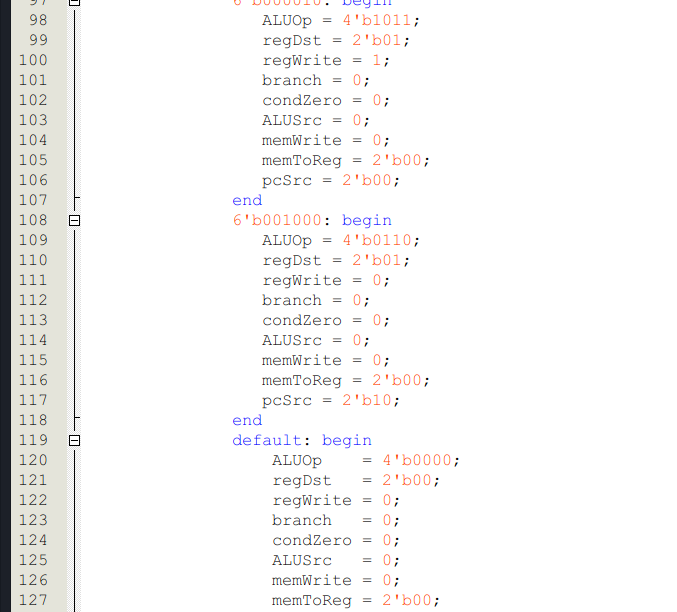 97 6'b000010: begin
98 ALUOp = 4'b1011;
99 regDst = 2'b01;
100 regWrite = 1;
101 branch = 0;
102 condZero = 0;
103 ALUSrc = 0;
104 memWrite = 0;
105 memToReg = 2'b00;
106 pcSrc = 2'b00;
107 end
108 6'b001000: begin
109 ALUOp = 4'b0110;
110 regDst = 2'b01;
111 regWrite = 0;
112 branch = 0;
113 condZero = 0;
114 ALUSrc = 0;
115 memWrite = 0;
116 memToReg = 2'b00;
117 pcSrc = 2'b10;
118 end
119 default: begin
120 ALUOp    = 4'b0000;
121 regDst   = 2'b00;
122 regWrite = 0;
123 branch   = 0;
124 condZero = 0;
125 ALUSrc   = 0;
126 memWrite = 0;
127 memToReg = 2'b00;